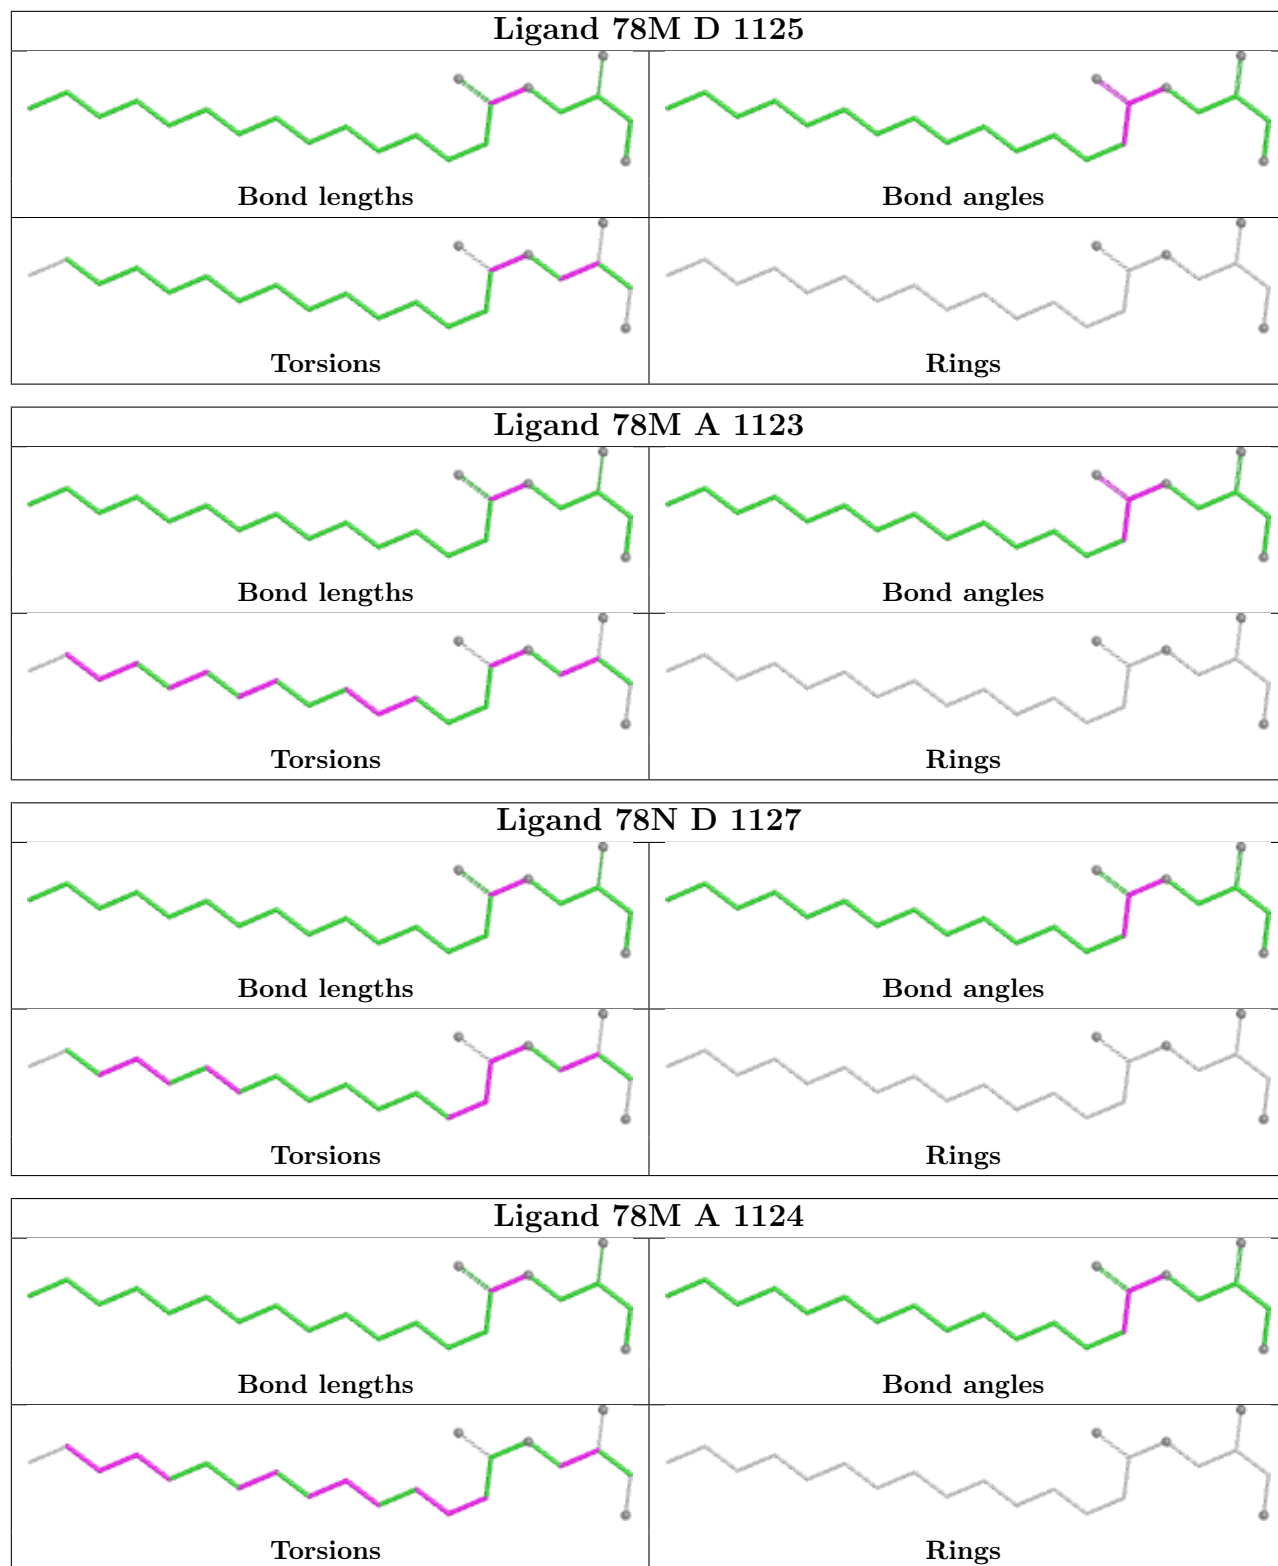 Ligand 78M D 1125
Bond lengths
Bond angles
Torsions
Rings
Ligand 78M A 1123
Bond lengths
Bond angles
Torsions
Rings
Ligand 78N D 1127
Bond lengths
Bond angles
Torsions
Rings
Ligand 78M A 1124
Bond lengths
Bond angles
Torsions
Rings